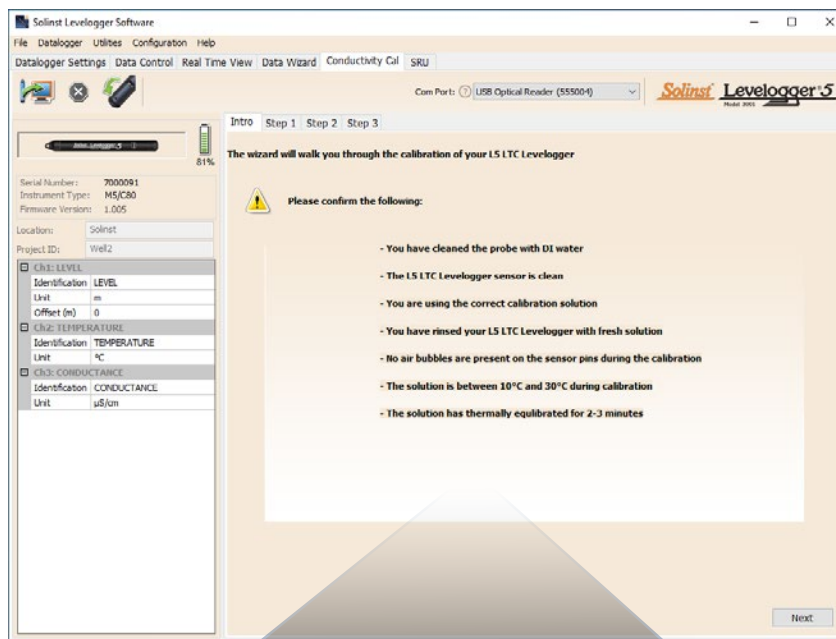 Solinst Levelogger Software
File Datalogger Utilities Configuration Help
Datalogger Settings Data Control Real Time View Data Wizard Conductivity Cal SRU
Com Port: ? USB Optical Reader (555004)
Solinst Levelogger 5
Model 3001
81%
Serial Number: 7000091
Instrument Type: M5/C80
Firmware Version: 1.005
Location: Solinst
Project ID: Well2
Ch1: LEVEL
Identification LEVEL
Unit m
Offset (m) 0
Ch2: TEMPERATURE
Identification TEMPERATURE
Unit °C
Ch3: CONDUCTANCE
Identification CONDUCTANCE
Unit µS/cm
Intro Step 1 Step 2 Step 3
The wizard will walk you through the calibration of your L5 LTC Levelogger
Please confirm the following:
- You have cleaned the probe with DI water
- The L5 LTC Levelogger sensor is clean
- You are using the correct calibration solution
- You have rinsed your L5 LTC Levelogger with fresh solution
- No air bubbles are present on the sensor pins during the calibration
- The solution is between 10°C and 30°C during calibration
- The solution has thermally equlibrated for 2-3 minutes
Next